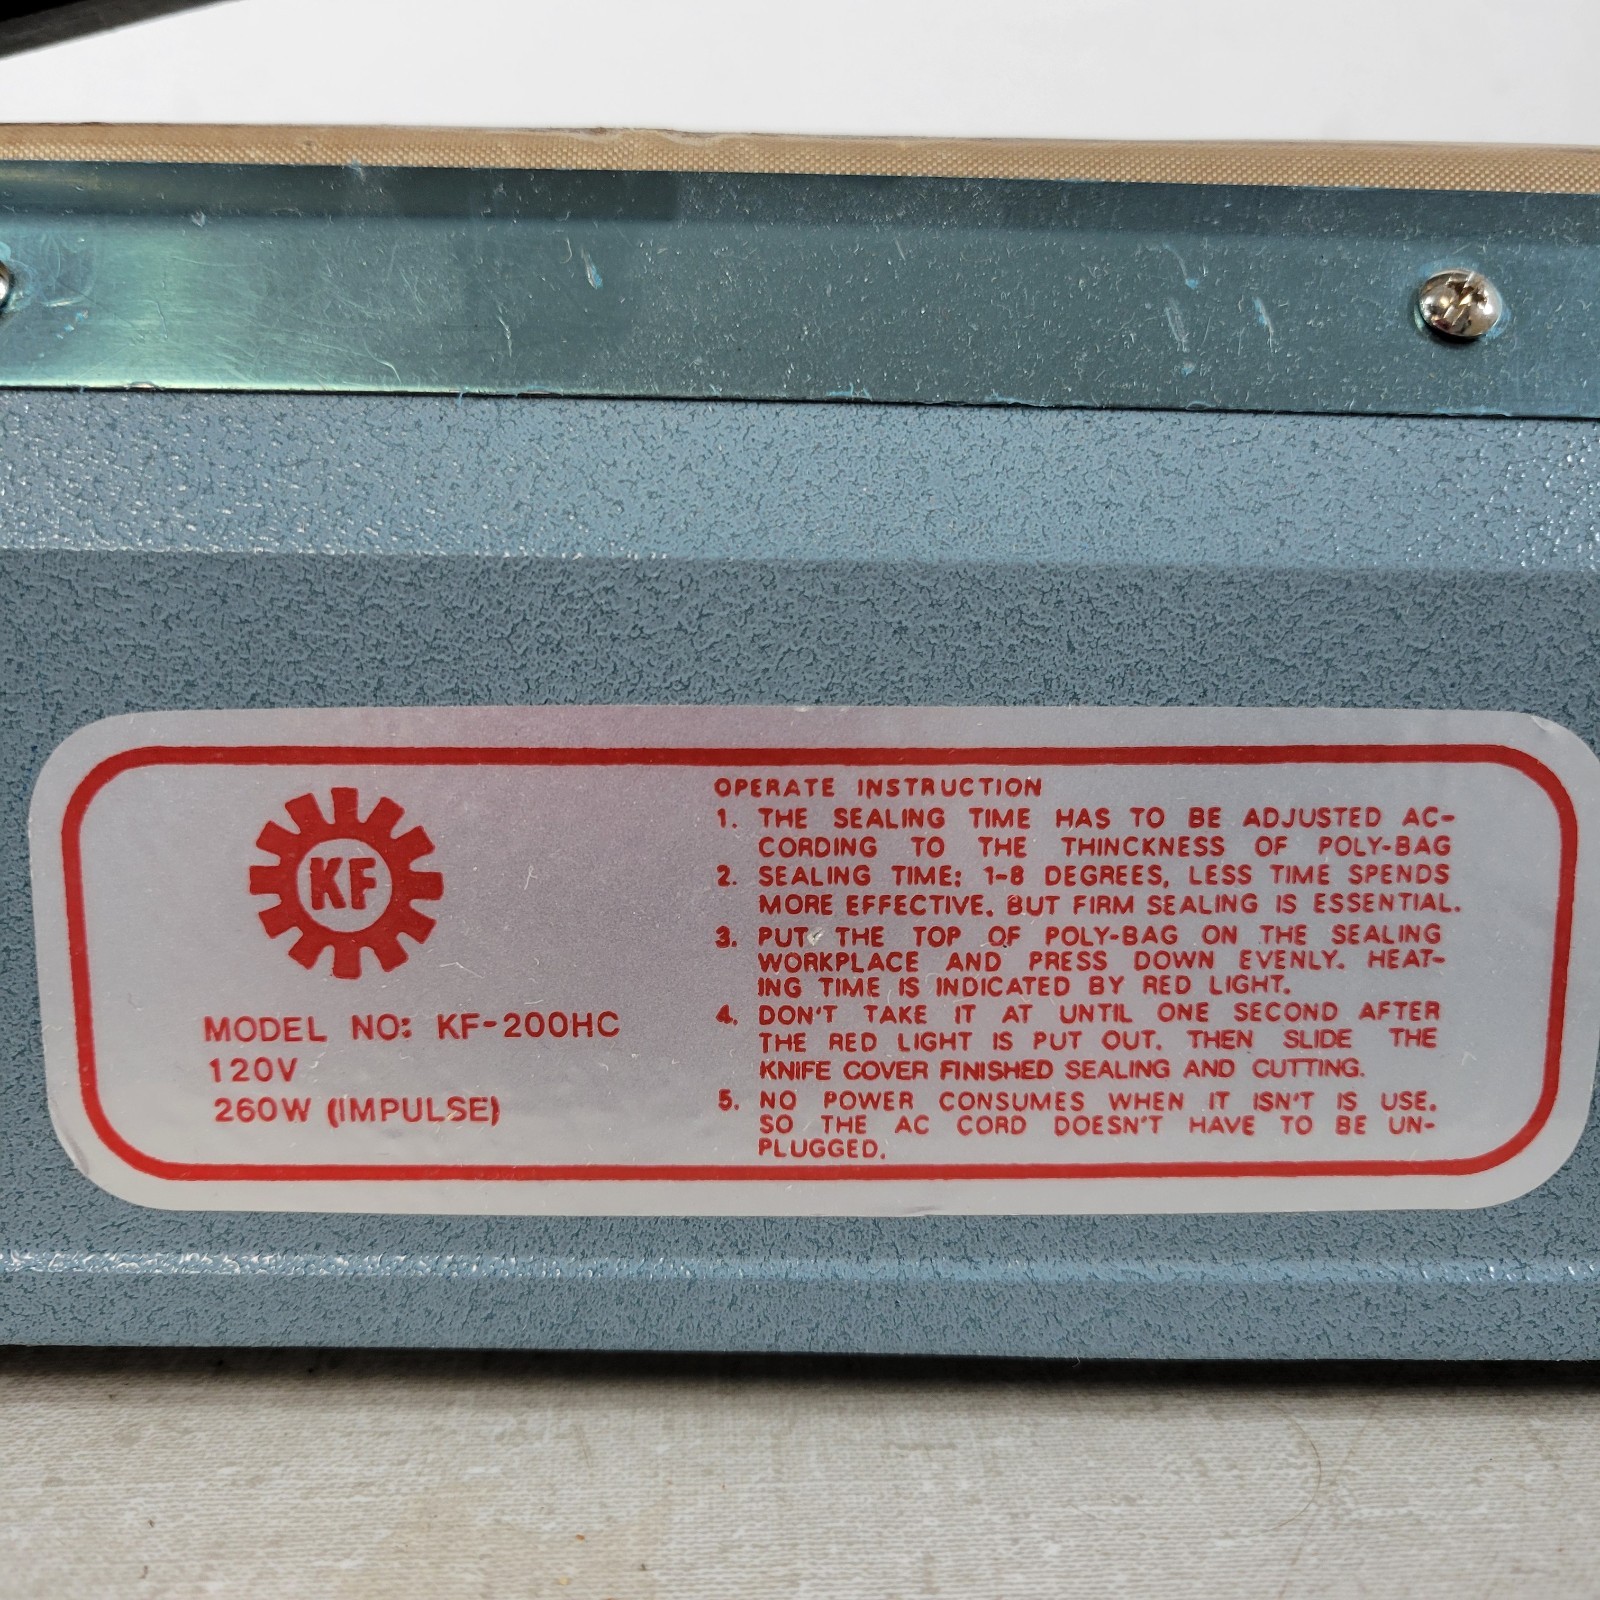 KF
MODEL NO: KF-200HC
120V
260W (IMPULSE)
OPERATE INSTRUCTION
1. THE SEALING TIME HAS TO BE ADJUSTED AC-
CORDING TO THE THINCKNESS OF POLY-BAG
2. SEALING TIME: 1-8 DEGREES, LESS TIME SPENDS
MORE EFFECTIVE. BUT FIRM SEALING IS ESSENTIAL.
3. PUT THE TOP OF POLY-BAG ON THE SEALING
WORKPLACE AND PRESS DOWN EVENLY. HEAT-
ING TIME IS INDICATED BY RED LIGHT.
4. DON'T TAKE IT AT UNTIL ONE SECOND AFTER
THE RED LIGHT IS PUT OUT. THEN SLIDE THE
KNIFE COVER FINISHED SEALING AND CUTTING.
5. NO POWER CONSUMES WHEN IT ISN'T IS USE.
SO THE AC CORD DOESN'T HAVE TO BE UN-
PLUGGED.